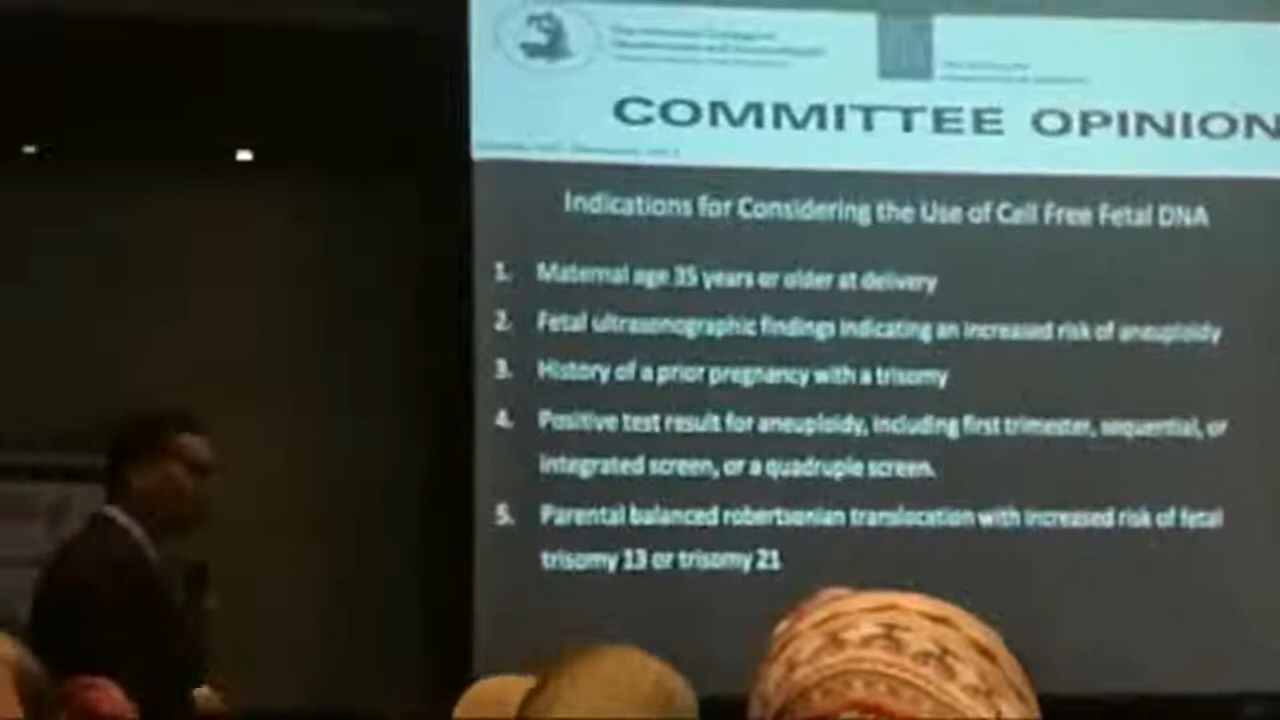 COMMITTEE OPINION
Indications for Considering the Use of Cell Free Fetal DNA
1. Maternal age 35 years or older at delivery
2. Fetal ultrasonographic findings indicating an increased risk of aneuploidy
3. History of a prior pregnancy with a trisomy
4. Positive test result for aneuploidy, including first trimester, sequential, or
integrated screen, or a quadruple screen.
5. Parental balanced robertsonian translocation with increased risk of fetal
trisomy 13 or trisomy 21